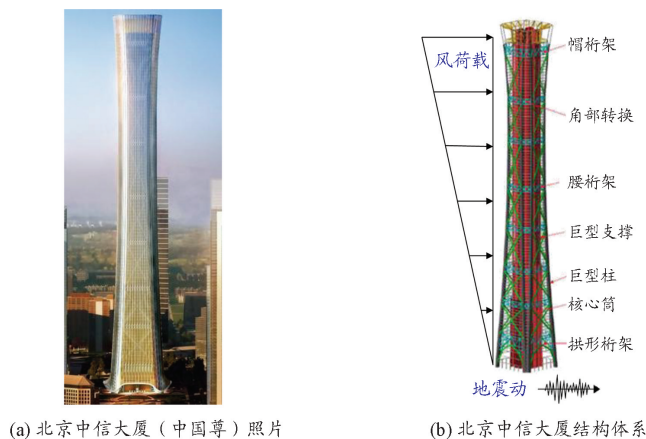 风荷载
帽桁架
角部转换
腰桁架
巨型支撑
巨型柱
核心筒
拱形桁架
地震动
(a) 北京中信大厦（中国尊）照片
(b) 北京中信大厦结构体系